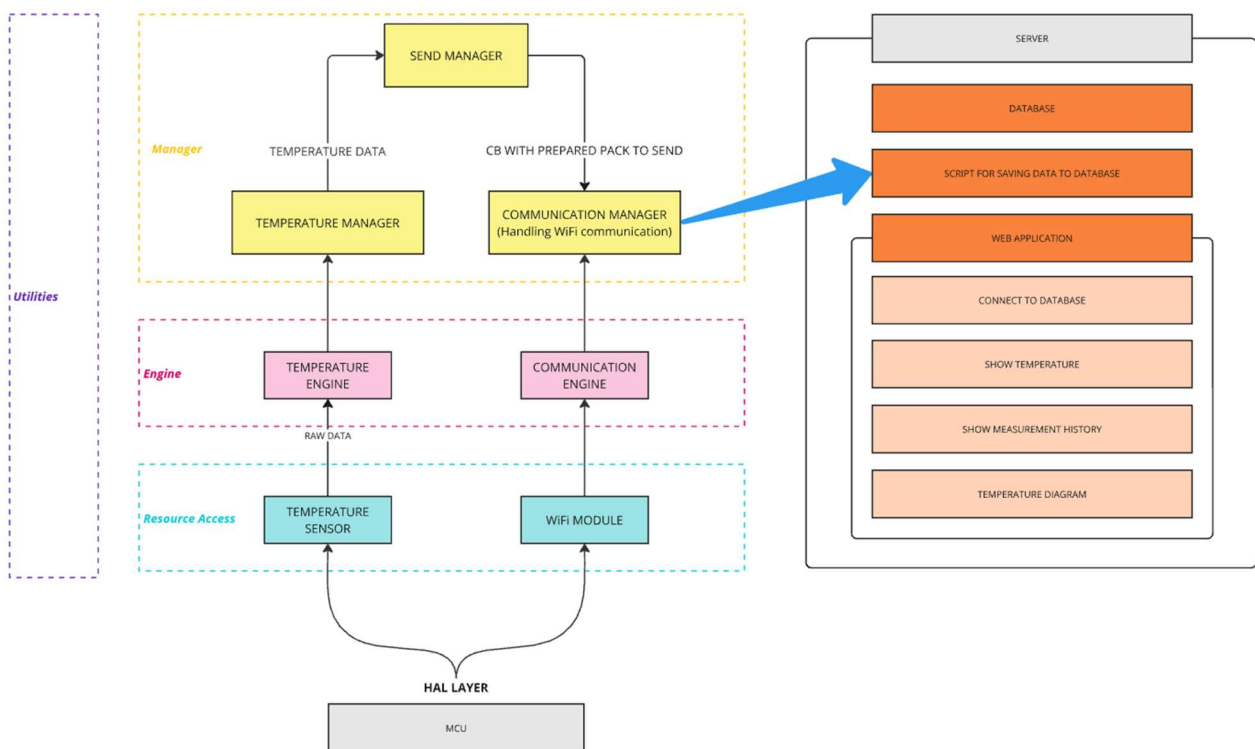 SEND MANAGER
Manager
TEMPERATURE DATA
CB WITH PREPARED PACK TO SEND
TEMPERATURE MANAGER
COMMUNICATION MANAGER
(Handling WiFi communication)
Utilities
Engine
TEMPERATURE
ENGINE
COMMUNICATION
ENGINE
RAW DATA
Resource Access
TEMPERATURE
SENSOR
WiFi MODULE
HAL LAYER
MCU
SERVER
DATABASE
SCRIPT FOR SAVING DATA TO DATABASE
WEB APPLICATION
CONNECT TO DATABASE
SHOW TEMPERATURE
SHOW MEASUREMENT HISTORY
TEMPERATURE DIAGRAM